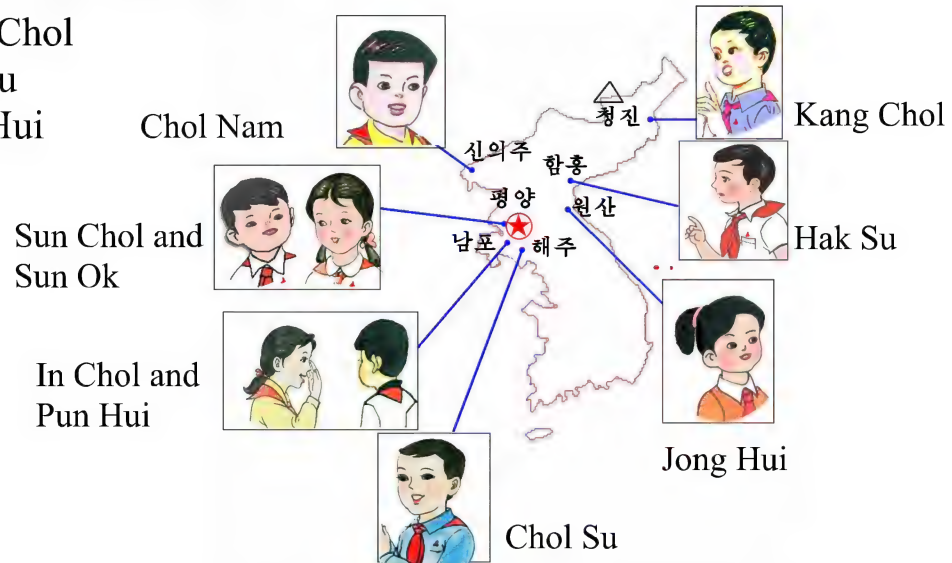 Chol
u
Hui
Chol Nam
Kang Chol
청진
신의주
함흥
평양
원산
남포
해주
Sun Chol and
Sun Ok
Hak Su
In Chol and
Pun Hui
Jong Hui
Chol Su